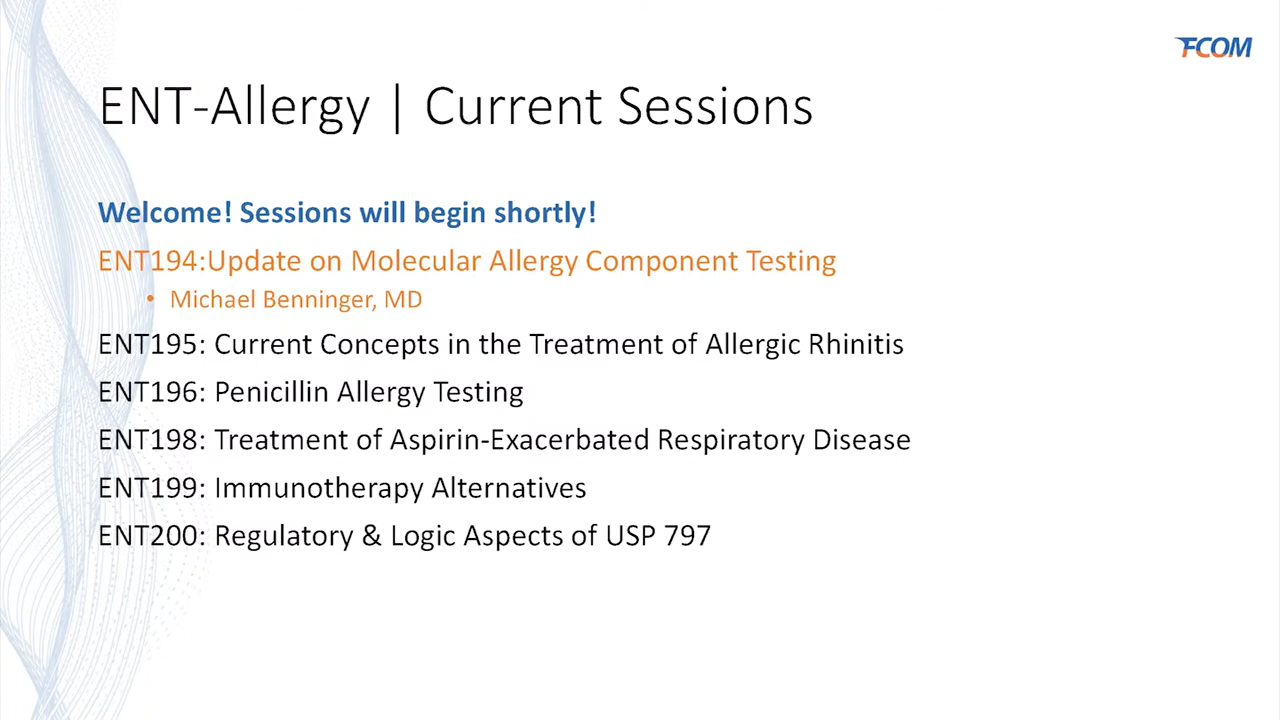 FCOM
ENT-Allergy | Current Sessions
Welcome! Sessions will begin shortly!
ENT194:Update on Molecular Allergy Component Testing
• Michael Benninger, MD
ENT195: Current Concepts in the Treatment of Allergic Rhinitis
ENT196: Penicillin Allergy Testing
ENT198: Treatment of Aspirin-Exacerbated Respiratory Disease
ENT199: Immunotherapy Alternatives
ENT200: Regulatory & Logic Aspects of USP 797